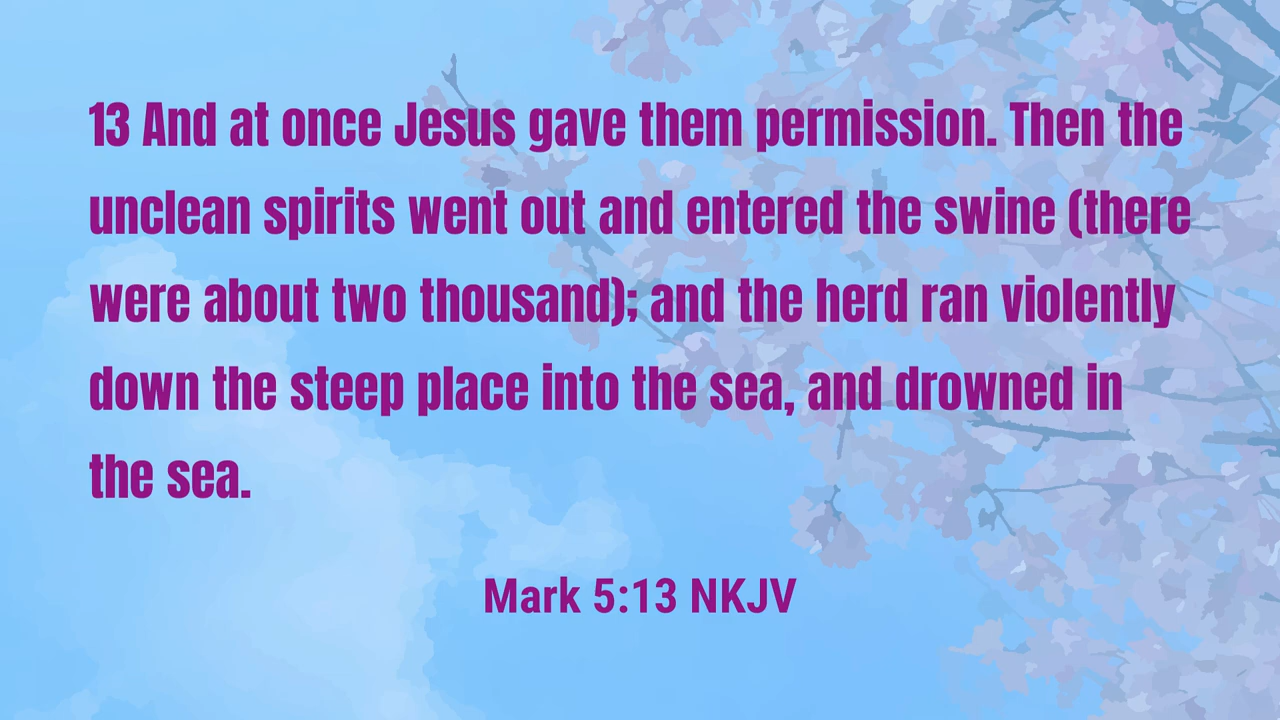 13 And at once Jesus gave them permission. Then the
unclean spirits went out and entered the swine (there
were about two thousand); and the herd ran violently
down the steep place into the sea, and drowned in
the sea.
Mark 5:13 NKJV